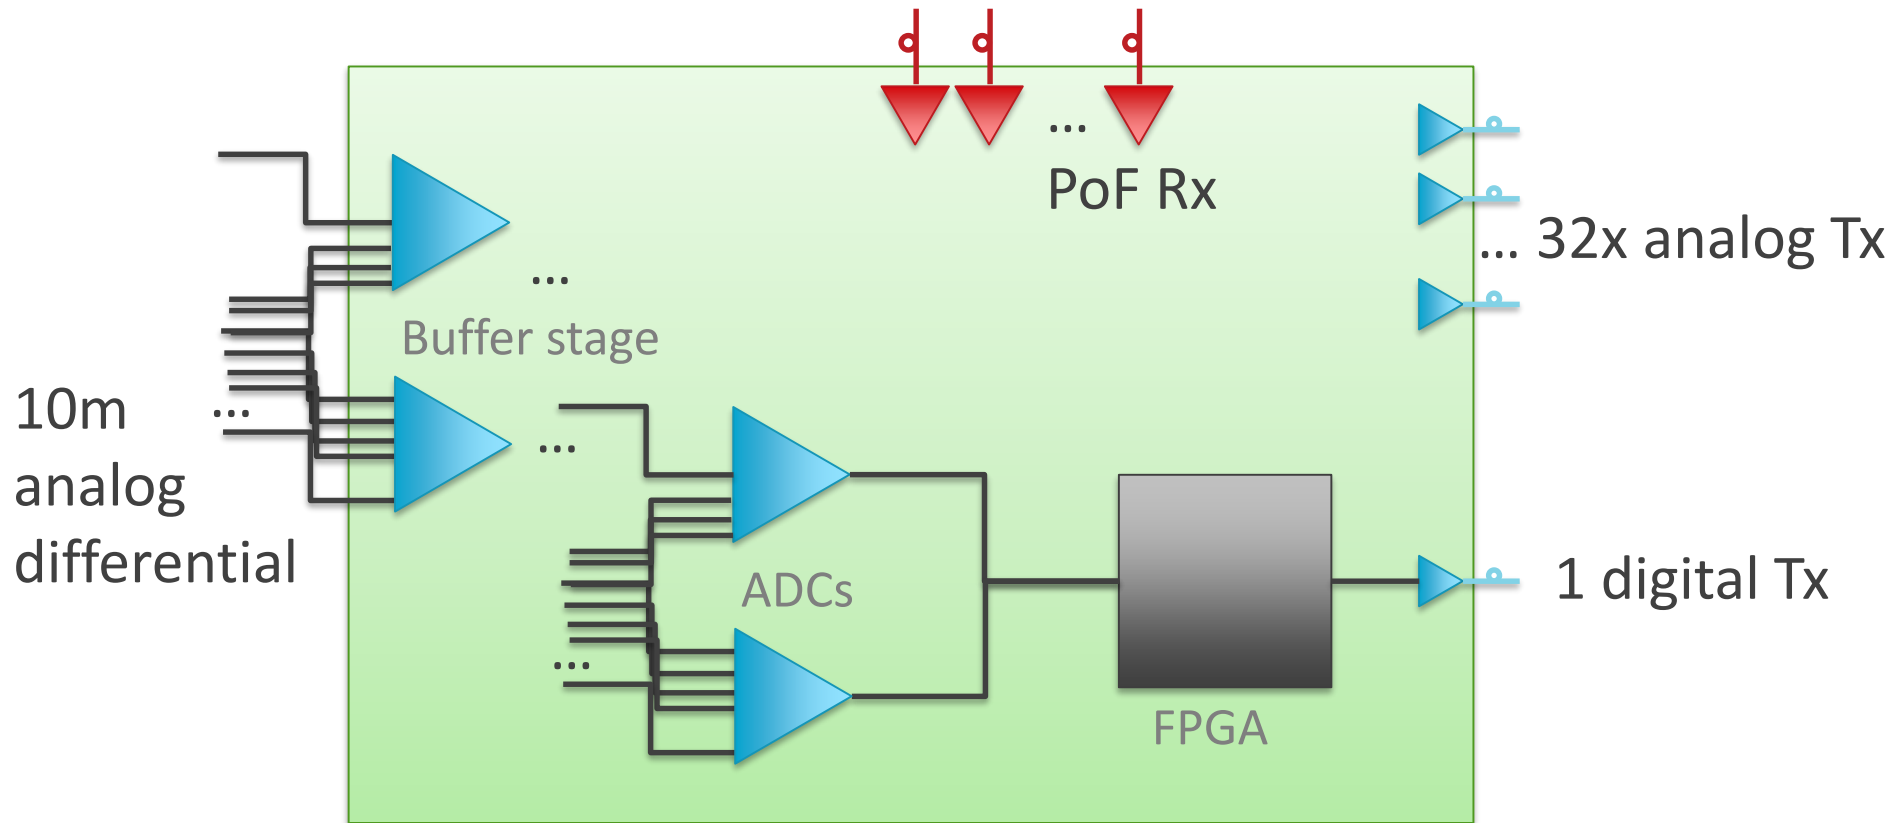 ...
PoF Rx
... 32x analog Tx
...
Buffer stage
10m
analog
differential
...
...
ADCs
1 digital Tx
...
FPGA